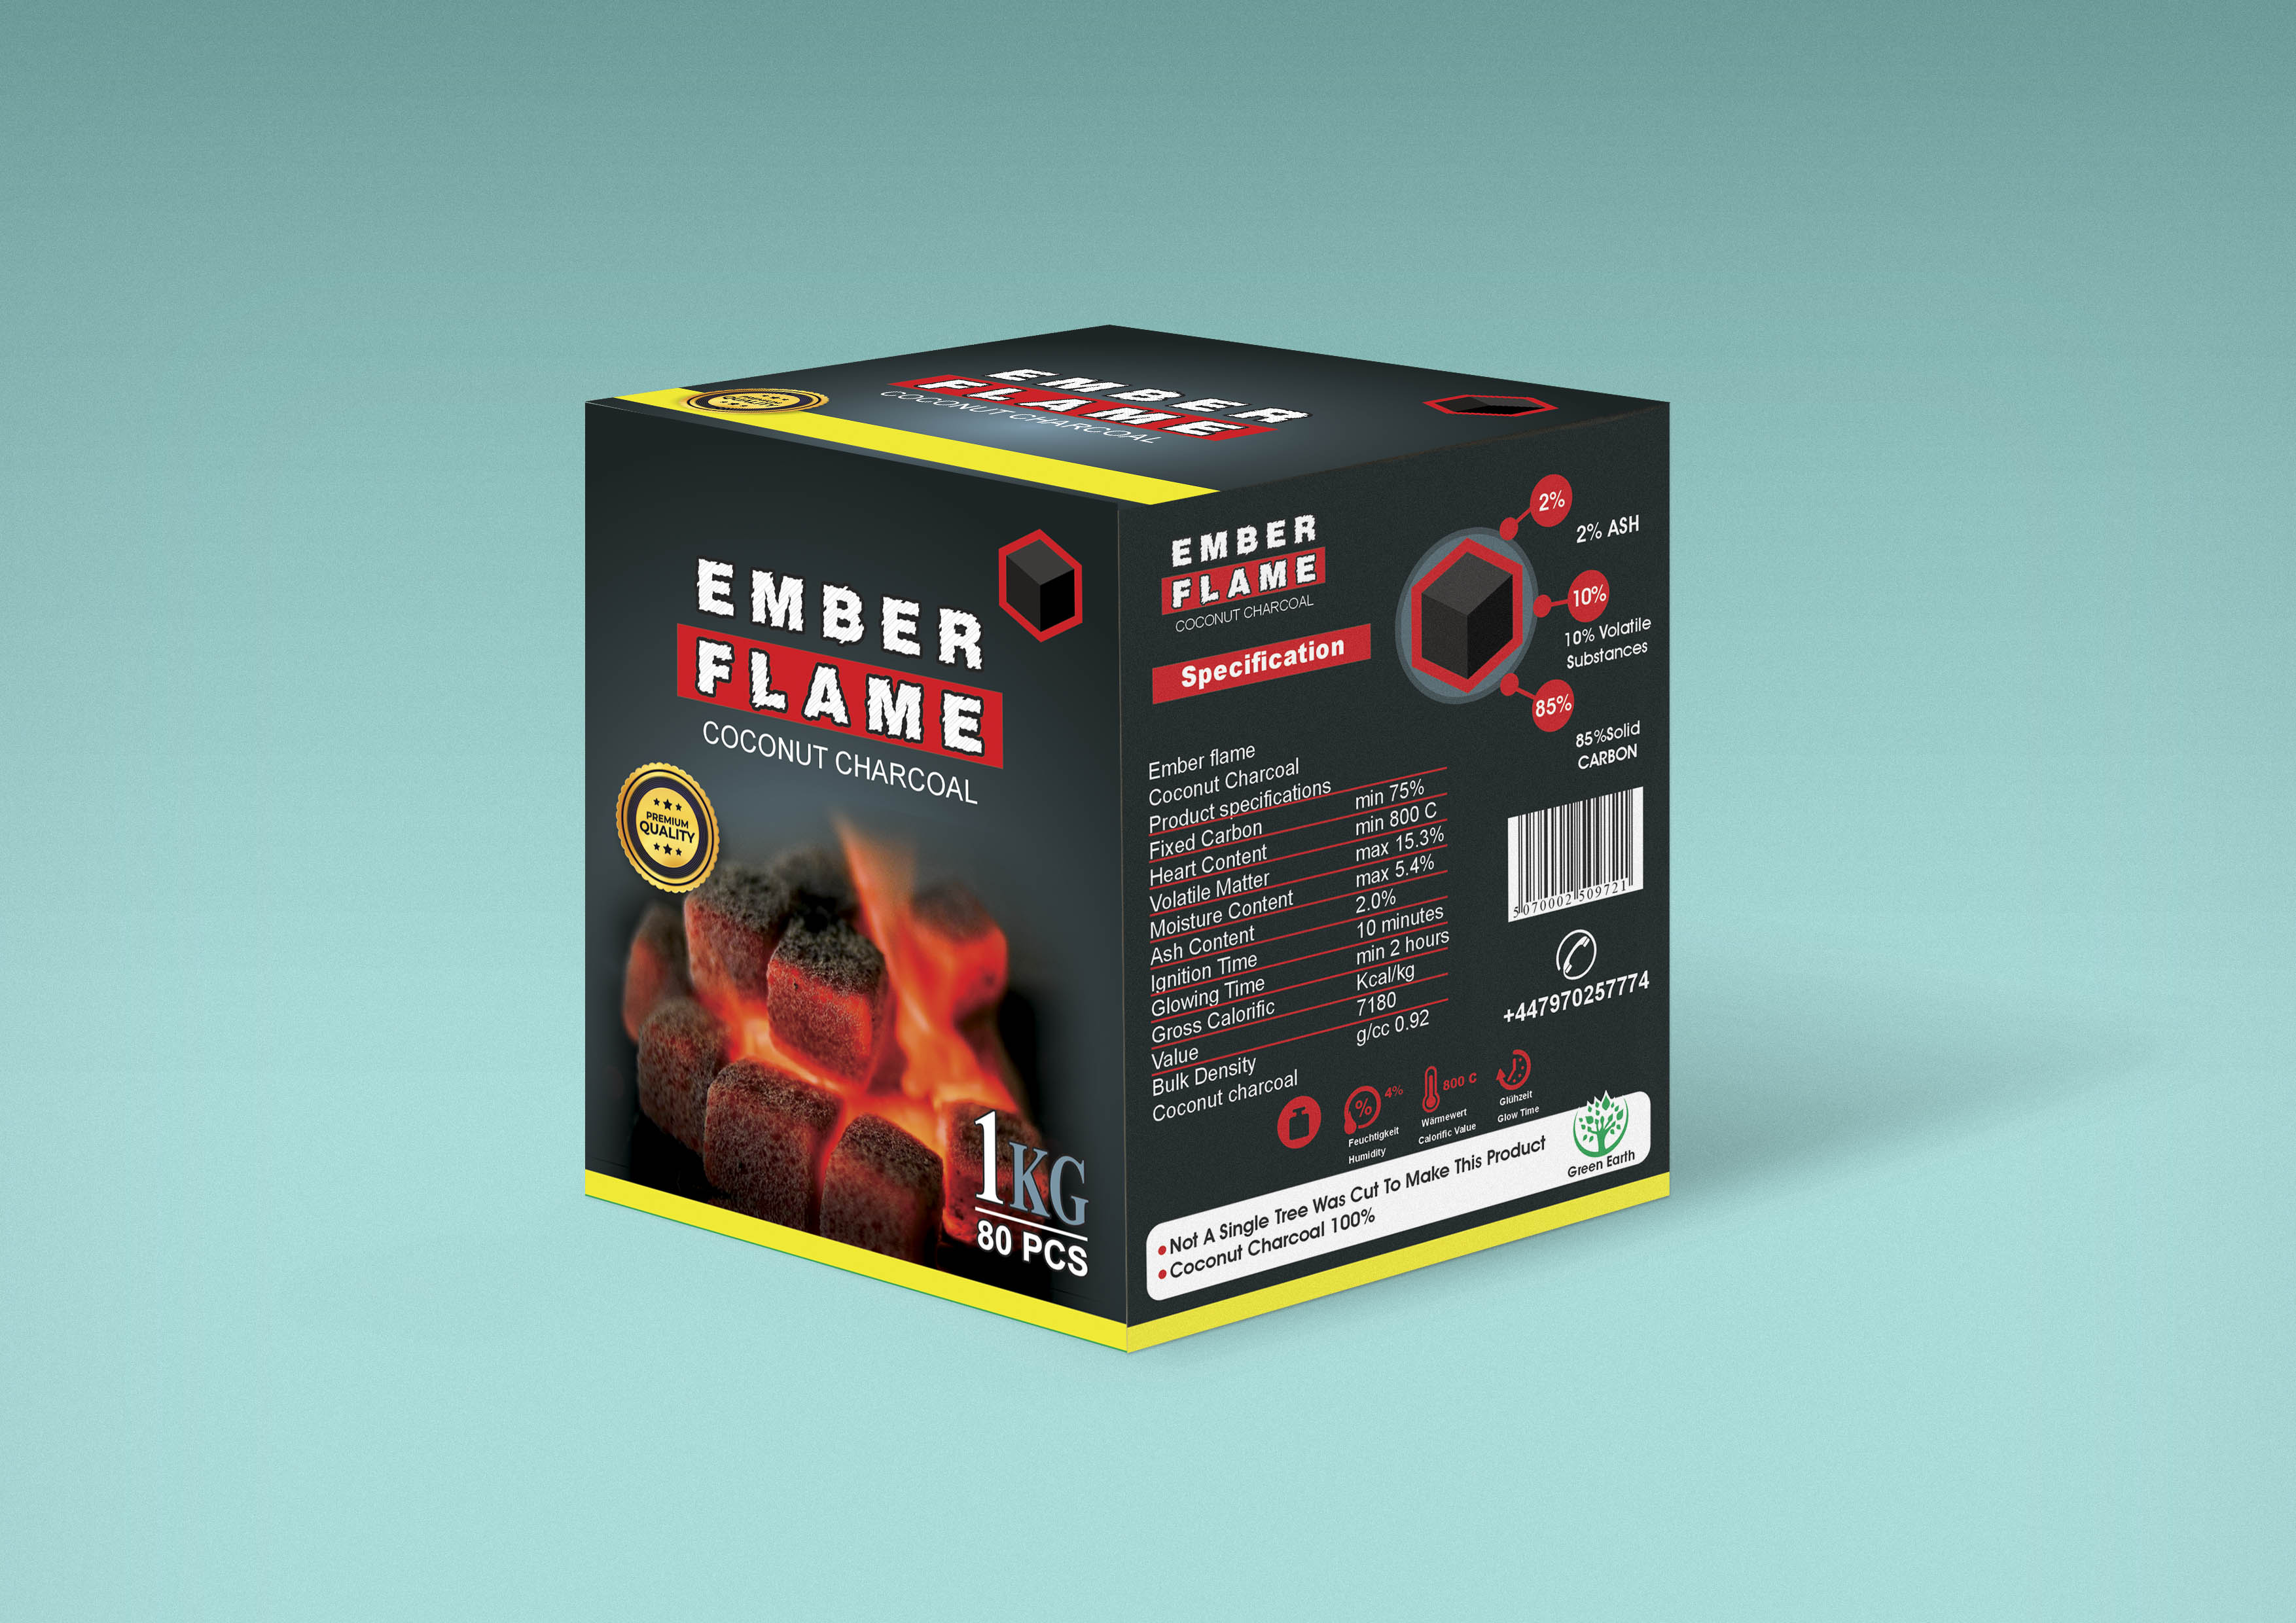 EMBER
FLAME
COCONUT CHARCOAL
QUALITY
EMBER
FLAME
COCONUT CHARCOAL
PREMIUM
QUALITY
1KG
80 PCS
EMBER
FLAME
COCONUT CHARCOAL
Specification
2%
2% ASH
10%
10% Volatile
Substances
85%
85%Solid
CARBON
Ember flame
Coconut Charcoal
Product specifications
Fixed Carbon min 75%
Heart Content min 800 C
Volatile Matter max 15.3%
Moisture Content max 5.4%
Ash Content 2.0%
Ignition Time 10 minutes
Glowing Time min 2 hours
Gross Calorific Kcal/kg
Value 7180
Bulk Density g/cc 0.92
Coconut charcoal
5 070002 509721
+447970257774
%
4%
Feuchtigkeit
Humidity
800 C
Wärmewert
Calorific Value
Glühzeit
Glow Time
Not A Single Tree Was Cut To Make This Product
Coconut Charcoal 100%
Green Earth